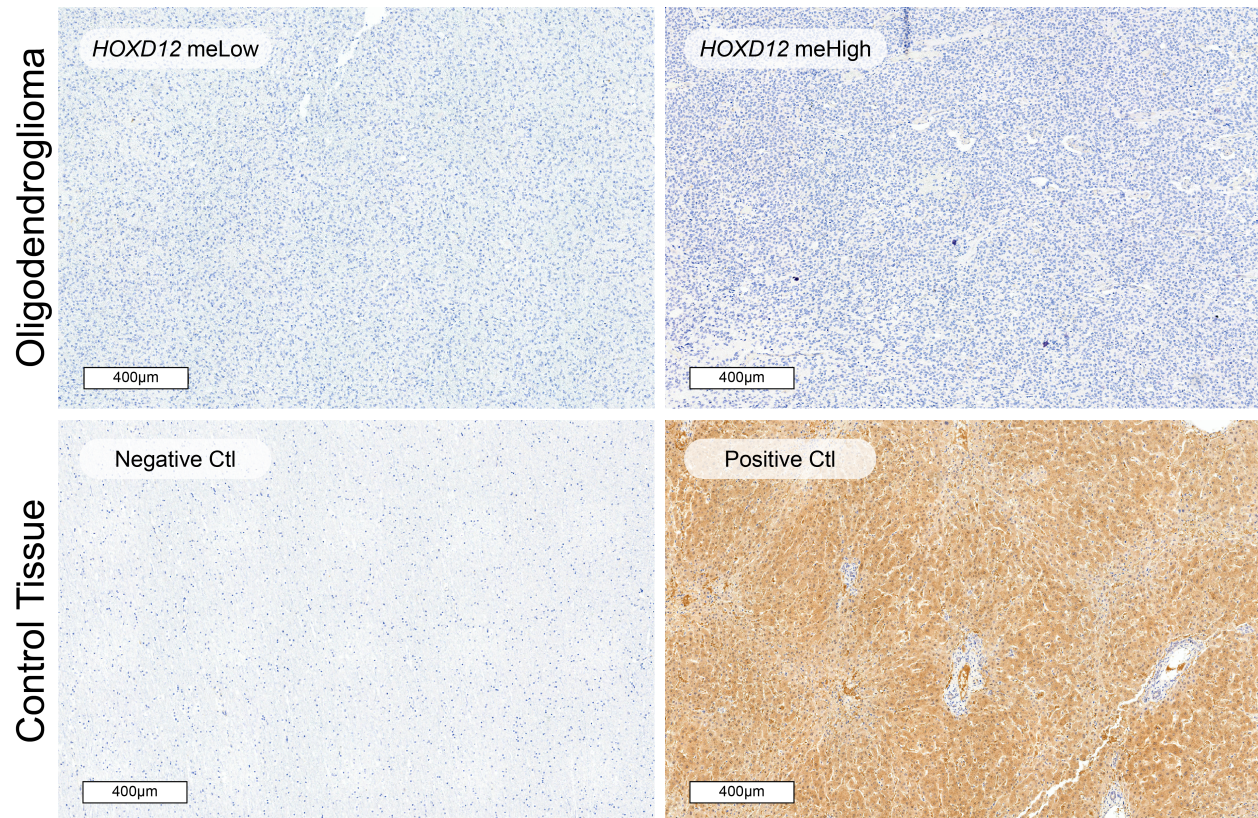 Oligodendroglioma
HOXD12 meLow
HOXD12 meHigh
400µm
400µm
Control Tissue
Negative Ctl
Positive Ctl
400µm
400µm